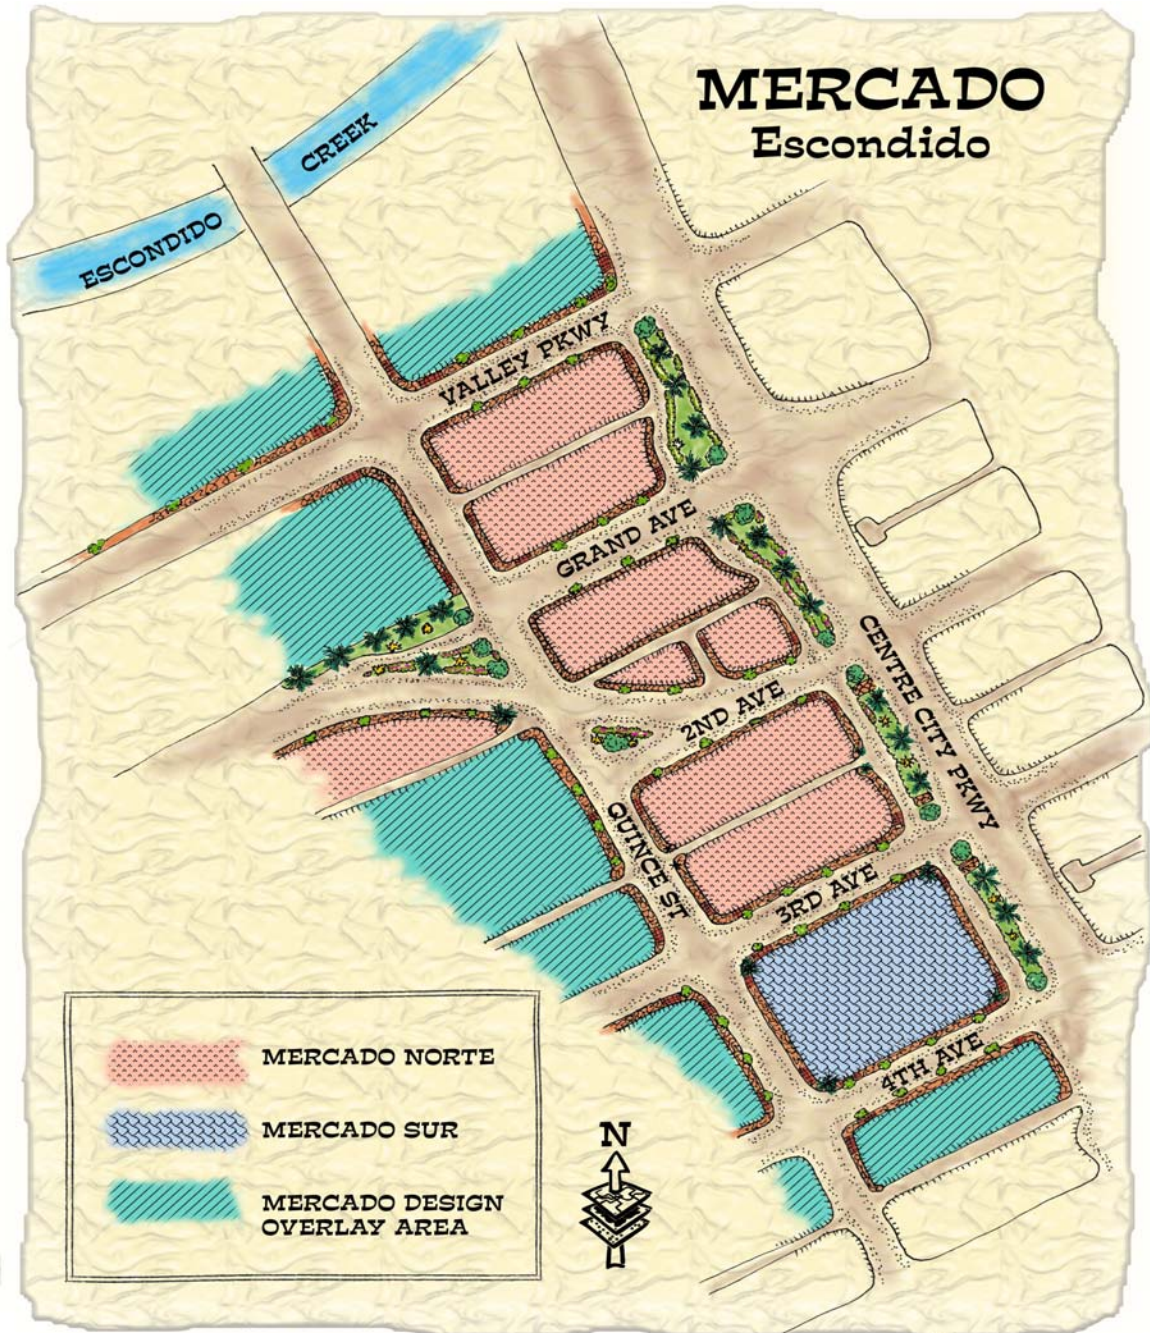 MERCADO
Escondido
CREEK
ESCONDIDO
VALLEY PKWY
GRAND AVE
2ND AVE
CENTRE CITY PKWY
QUINCE ST
3RD AVE
4TH AVE
MERCADO NORTE
MERCADO SUR
MERCADO DESIGN
OVERLAY AREA
N